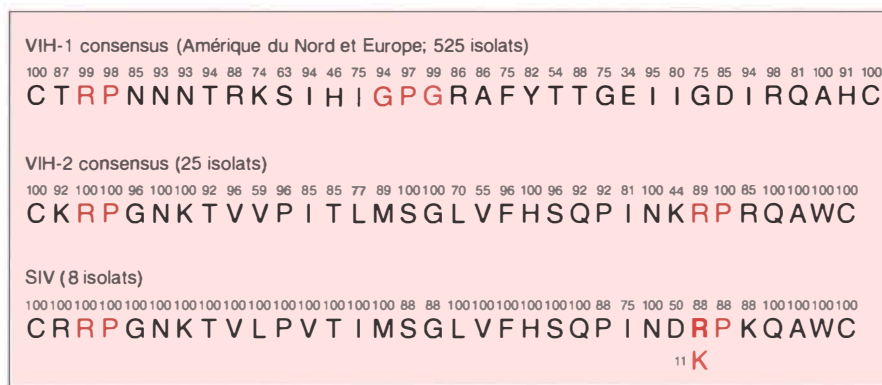 VIH-1 consensus (Amérique du Nord et Europe; 525 isolats)
100 87 99 98 85 93 93 94 88 74 63 94 46 75 94 97 99 86 86 75 82 54 88 75 34 95 80 75 85 94 98 81 100 91 100
C T R P N N N T R K S I H I G P G R A F Y T T G E I I G D I R Q A H C
VIH-2 consensus (25 isolats)
100 92 100 100 96 100 100 92 96 59 96 85 85 77 89 100 100 70 55 96 100 96 92 92 81 100 44 89 100 85 100 100 100 100
C K R P G N K T V V P I T L M S G L V F H S Q P I N K R P R Q A W C
SIV (8 isolats)
100 100 100 100 100 100 100 100 100 100 100 100 100 100 88 88 100 100 100 100 100 100 88 75 100 50 88 88 88 100 100 100 100
C R R P G N K T V L P V T I M S G L V F H S Q P I N D R P K Q A W C
11 K